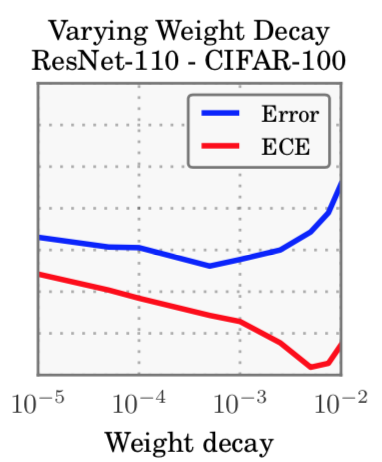 Varying Weight Decay
ResNet-110 - CIFAR-100
Error
ECE
10⁻⁵ 10⁻⁴ 10⁻³ 10⁻²
Weight decay